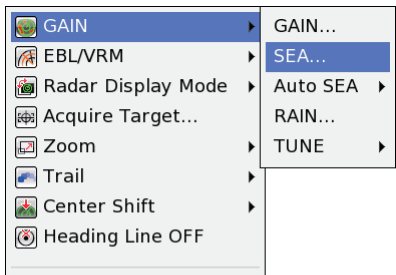 GAIN
EBL/VRM
Radar Display Mode
Acquire Target...
Zoom
Trail
Center Shift
Heading Line OFF
GAIN...
SEA...
Auto SEA
RAIN...
TUNE